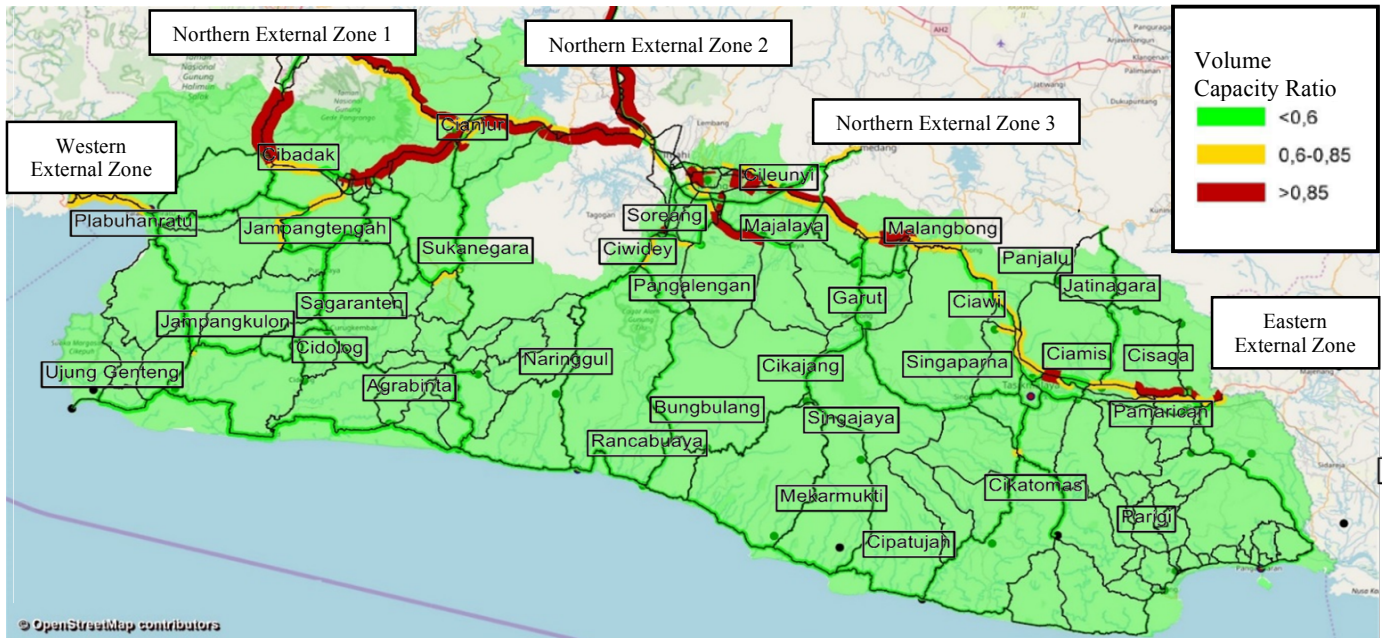 Northern External Zone 1
Northern External Zone 2
Northern External Zone 3
Western
External Zone
Eastern
External Zone
Volume
Capacity Ratio
<0,6
0,6-0,85
>0,85
AH2
Lembang
Cianjur
Cibadak
Cileunyi
Plabuhanratu
Jampangtengah
Sukanegara
Soreang
Ciwidey
Majalaya
Malangbong
Panjalu
Pangalengan
Garut
Ciawi
Jatinagara
Sagaranten
Jampangkulon
Cidolog
Naringgul
Cikajang
Singaparna
Ciamis
Cisaga
Ujung Genteng
Agrabinta
Bungbulang
Singajaya
Pamarican
Rancabuaya
Mekarmukti
Cikatomas
Parigi
Cipatujah
© OpenStreetMap contributors